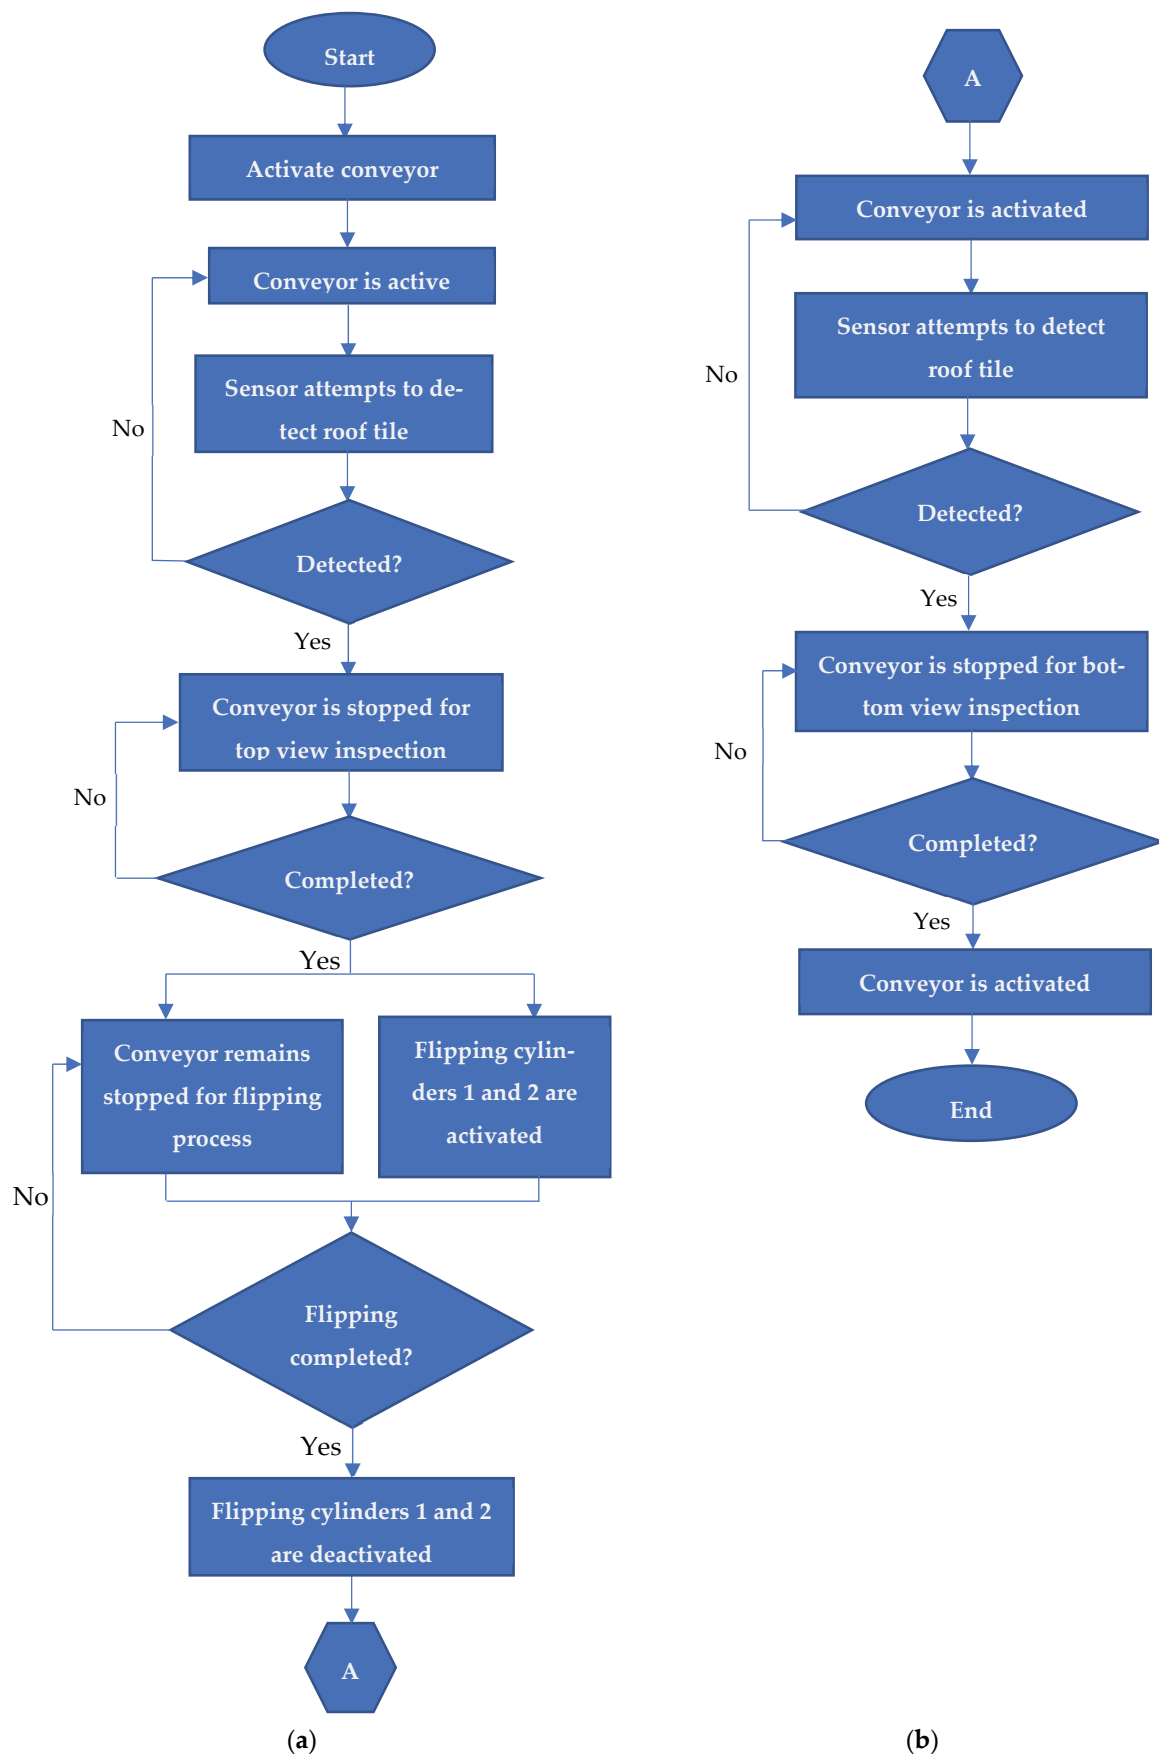 Start
Activate conveyor
Conveyor is active
Sensor attempts to de-
tect roof tile
No
Detected?
Yes
Conveyor is stopped for
top view inspection
No
Completed?
Yes
Conveyor remains
stopped for flipping
process
Flipping cylin-
ders 1 and 2 are
activated
No
Flipping
completed?
Yes
Flipping cylinders 1 and 2
are deactivated
A
(a)
A
Conveyor is activated
Sensor attempts to detect
roof tile
No
Detected?
Yes
Conveyor is stopped for bot-
tom view inspection
No
Completed?
Yes
Conveyor is activated
End
(b)